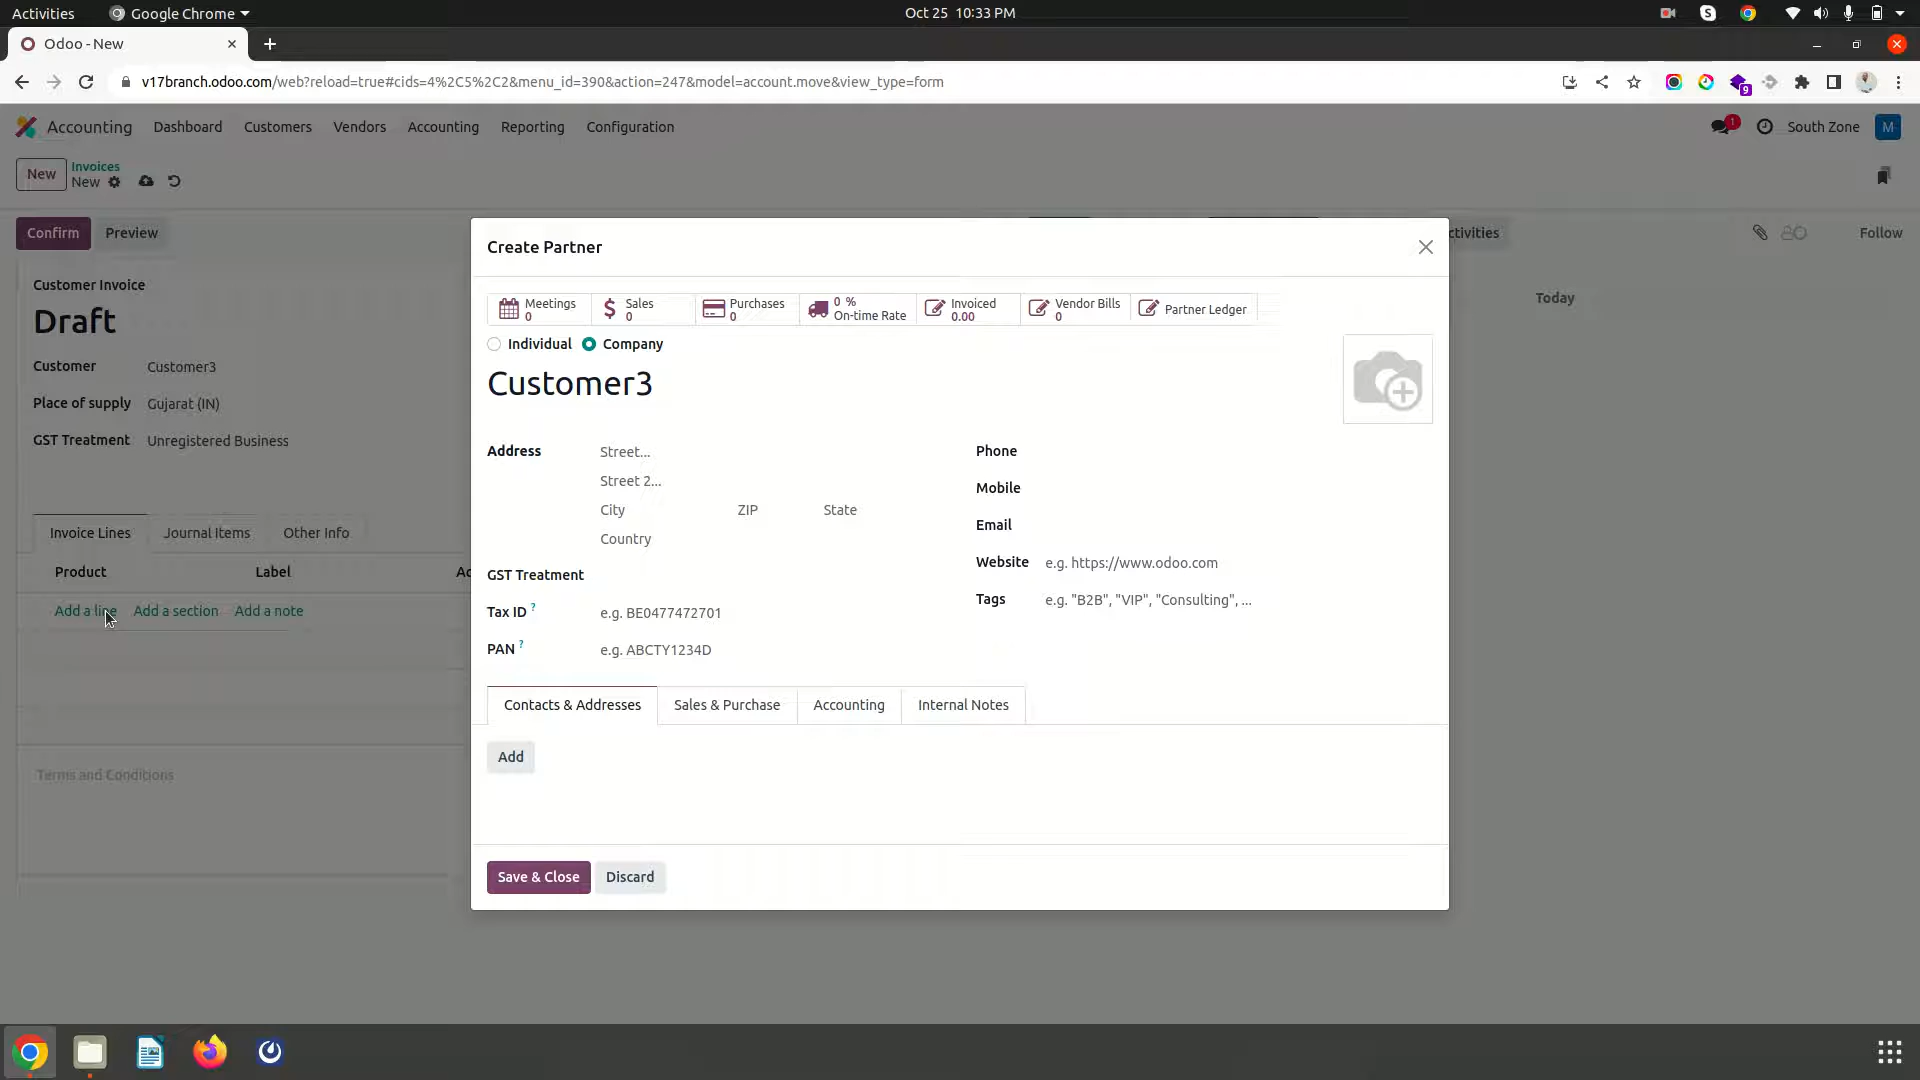 Activities Google Chrome Oct 25 10:33 PM
Odoo - New
v17branch.odoo.com/web?reload=true#cids=4%2C5%2C2&menu_id=390&action=247&model=account.move&view_type=form
9
Accounting Dashboard Customers Vendors Accounting Reporting Configuration 1 South Zone M
New Invoices
New
Confirm Preview ctivities Follow
Create Partner
Customer Invoice
Draft
Today
Meetings 0 Sales 0 Purchases 0 0 % On-time Rate Invoiced 0.00 Vendor Bills 0 Partner Ledger
Individual Company
Customer Customer3
Customer3
Place of supply Gujarat (IN)
GST Treatment Unregistered Business
Address Street... Phone
Street 2... Mobile
City ZIP State
Email
Country
Website e.g. https://www.odoo.com
GST Treatment
Tags e.g. "B2B", "VIP", "Consulting", ...
Tax ID ? e.g. BE0477472701
PAN ? e.g. ABCTY1234D
Invoice Lines Journal Items Other Info
Product Label Ac
Add a line Add a section Add a note
Contacts & Addresses Sales & Purchase Accounting Internal Notes
Add
Terms and Conditions
Save & Close Discard